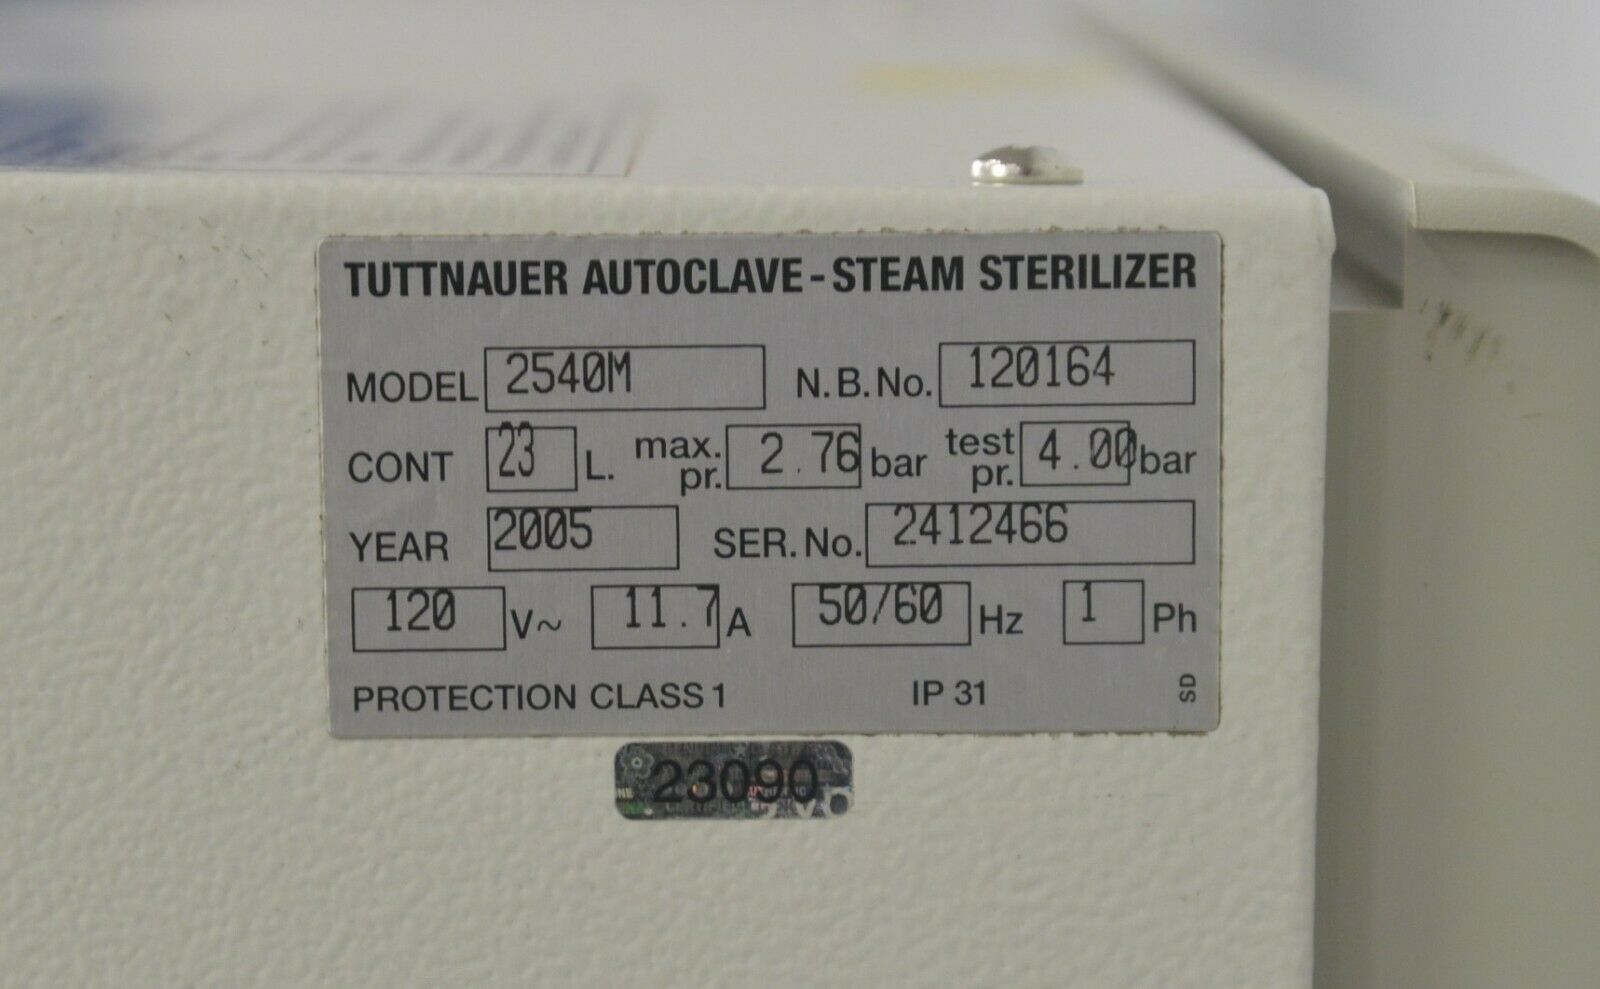 TUTTNAUER AUTOCLAVE-STEAM STERILIZER
MODEL 2540M N.B.No. 120164
CONT 23 L. max. pr. 2.76 bar test pr. 4.00 bar
YEAR 2005 SER.No. 2412466
120 V~ 11.7 A 50/60 Hz 1 Ph
PROTECTION CLASS 1 IP 31 SD
23090